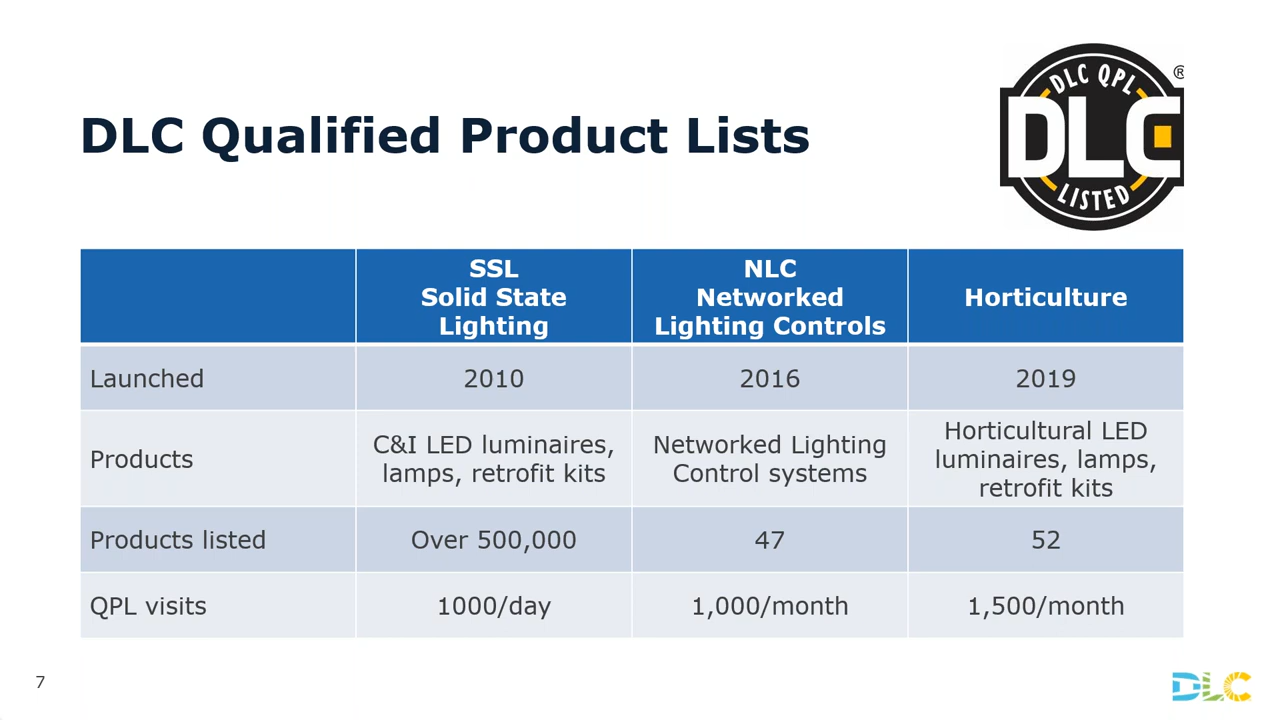 DLC QPL
®
DLC
LISTED
DLC Qualified Product Lists
SSL
Solid State
Lighting
NLC
Networked
Lighting Controls
Horticulture
Launched
2010
2016
2019
Products
C&I LED luminaires,
lamps, retrofit kits
Networked Lighting
Control systems
Horticultural LED
luminaires, lamps,
retrofit kits
Products listed
Over 500,000
47
52
QPL visits
1000/day
1,000/month
1,500/month
7
DLC